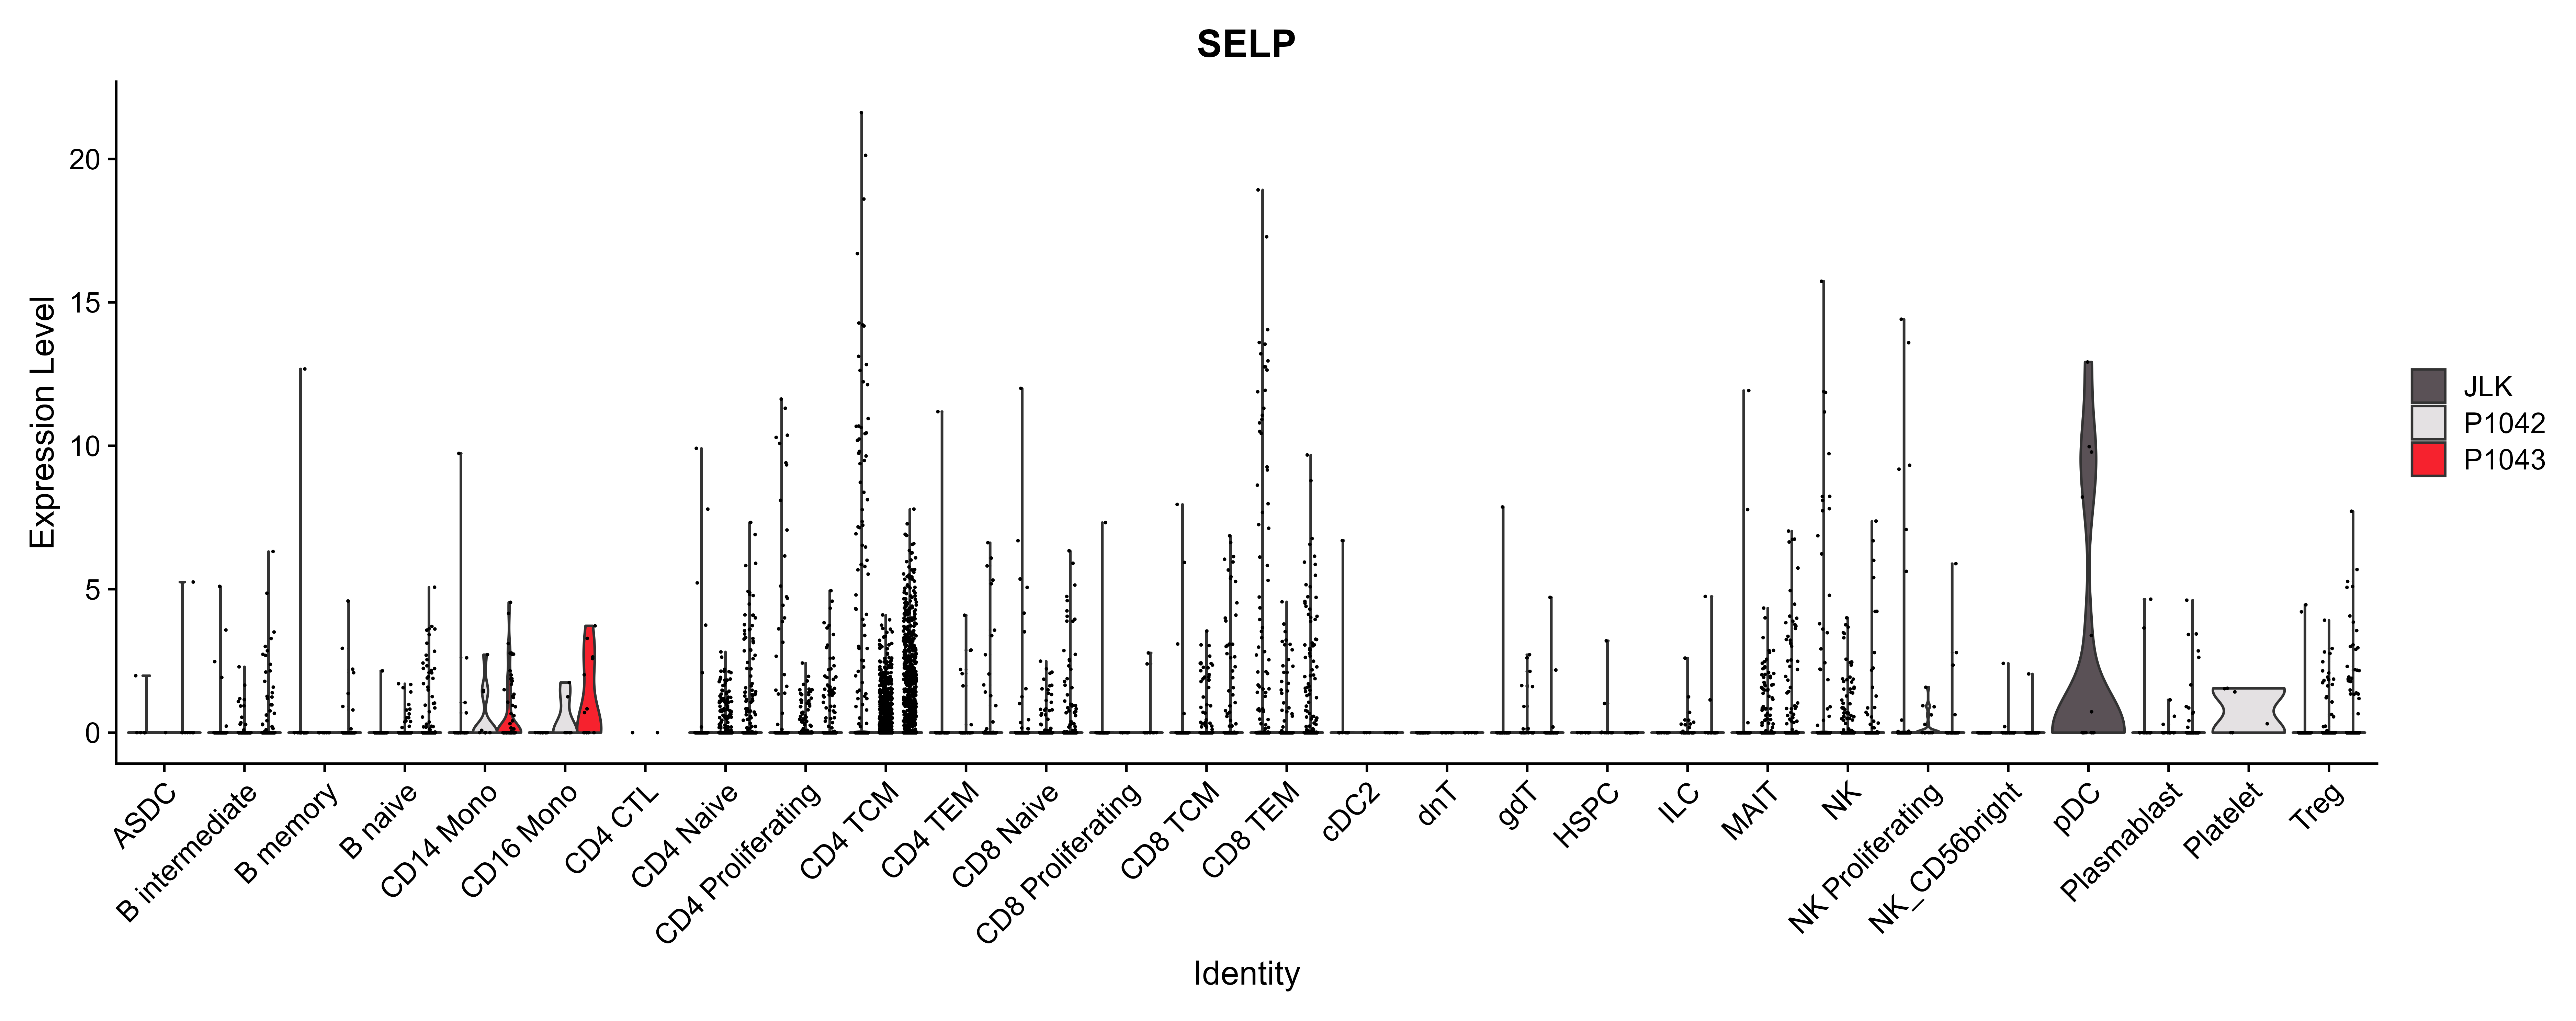 SELP
Expression Level
20
15
10
5
0
JLK
P1042
P1043
ASDC
B intermediate
B memory
B naive
CD14 Mono
CD16 Mono
CD4 CTL
CD4 Naive
CD4 Proliferating
CD4 TCM
CD4 TEM
CD8 Naive
CD8 Proliferating
CD8 TCM
CD8 TEM
cDC2
dnT
gdT
HSPC
ILC
MAIT
NK
NK Proliferating
NK_CD56bright
pDC
Plasmablast
Platelet
Treg
Identity